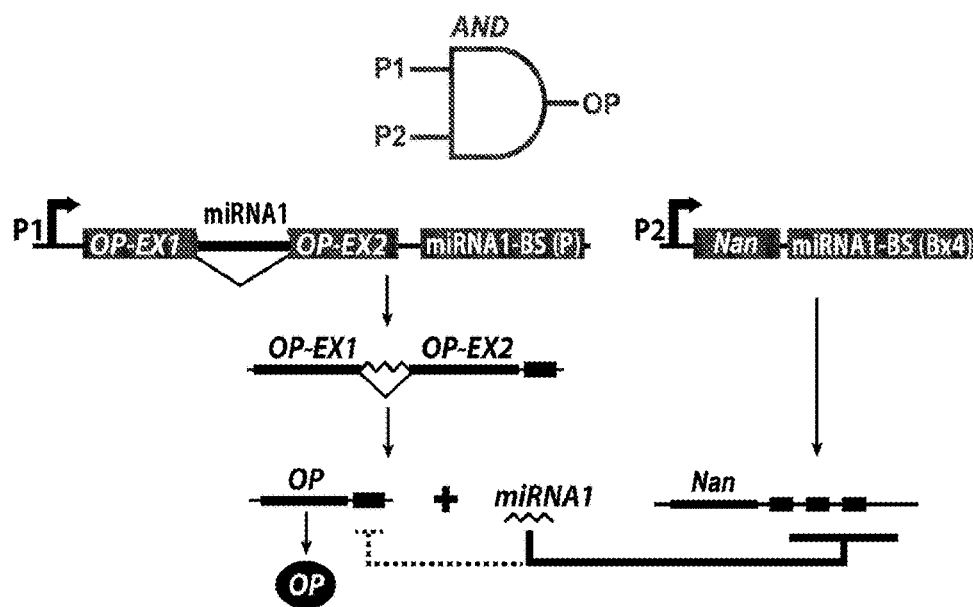 AND
P1
OP
P2
P1
miRNA1
OP-EX1
OP-EX2
miRNA1-BS (P)
P2
Nan
miRNA1-BS (Bx4)
OP-EX1
OP-EX2
OP
+
miRNA1
Nan
OP